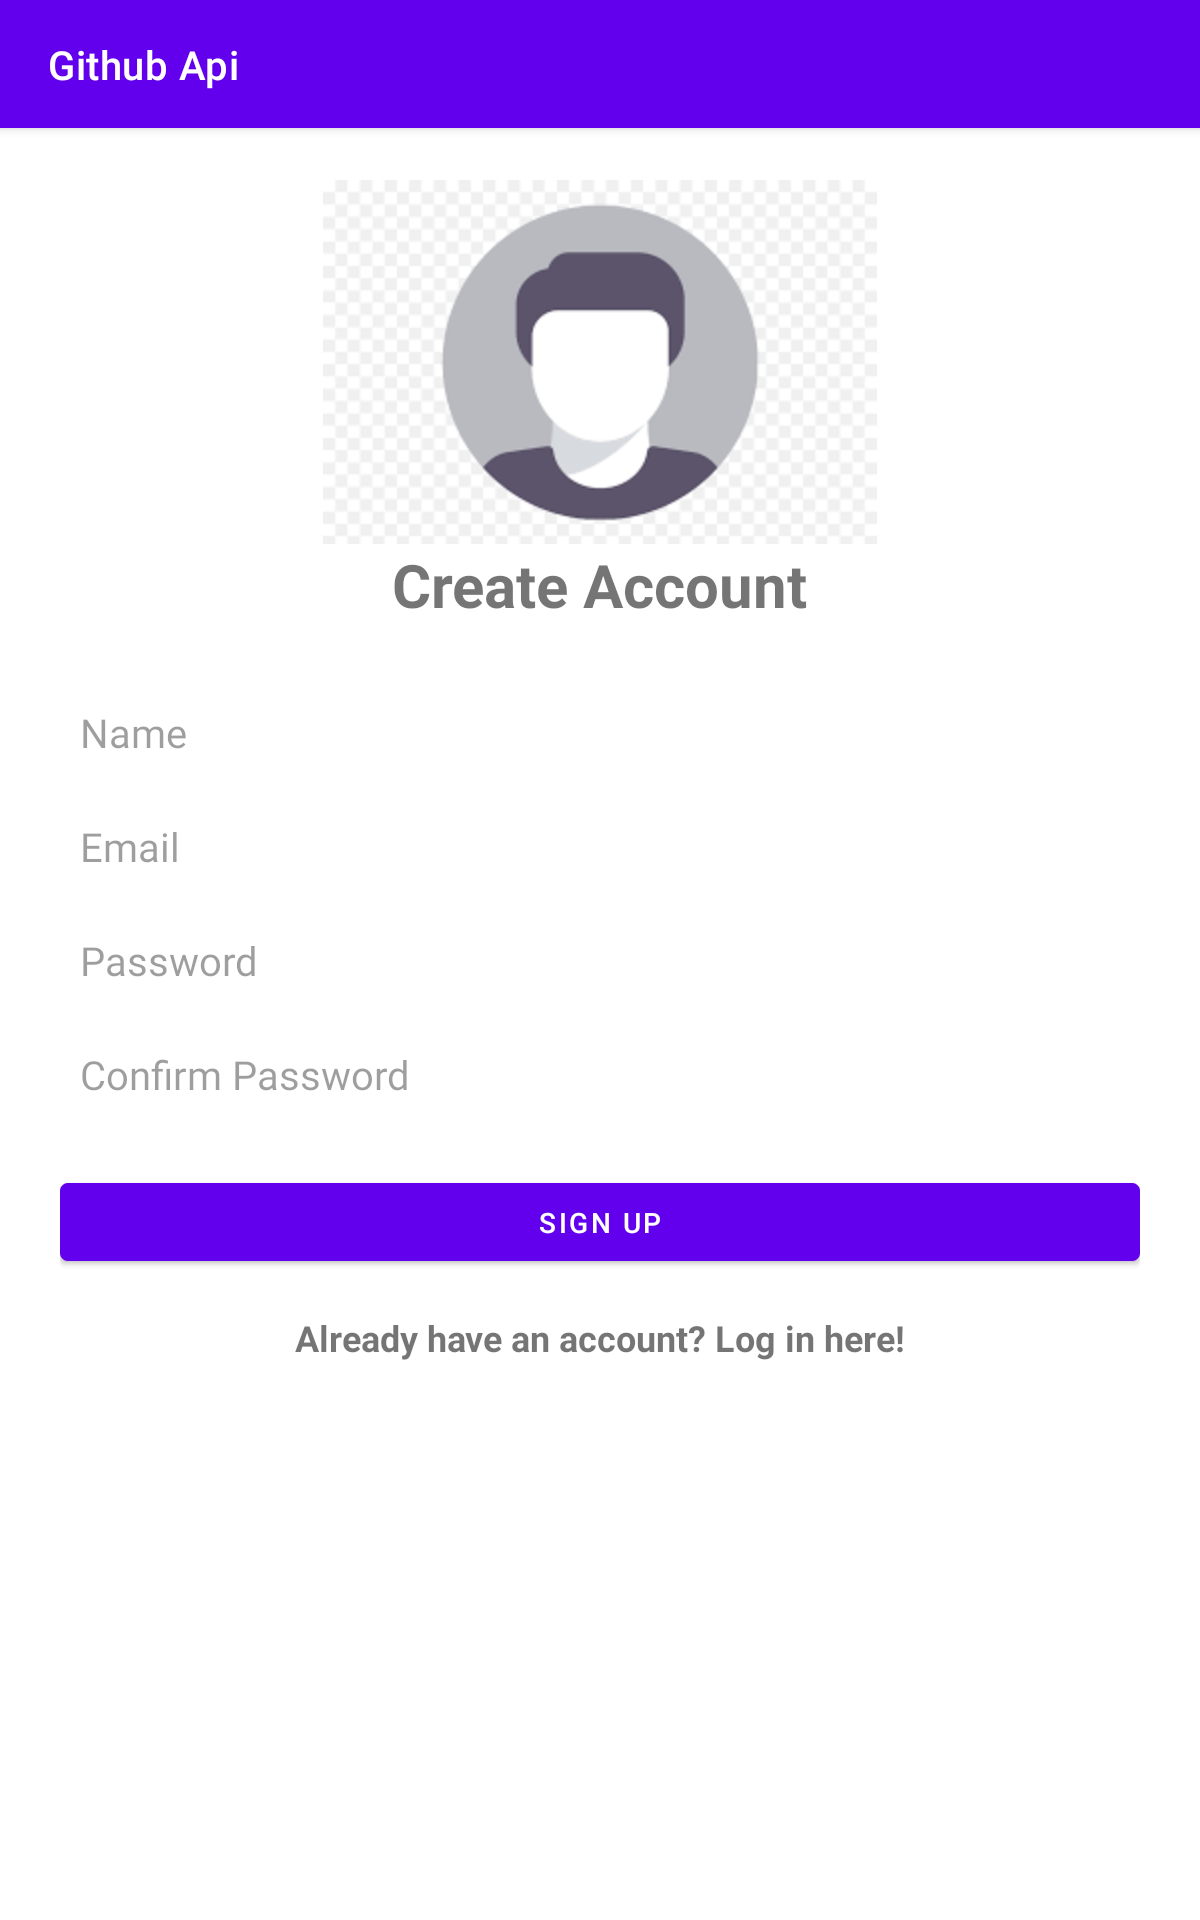 Github Api
Create Account
Name
Email
Password
Confirm Password
SIGN UP
Already have an account? Log in here!